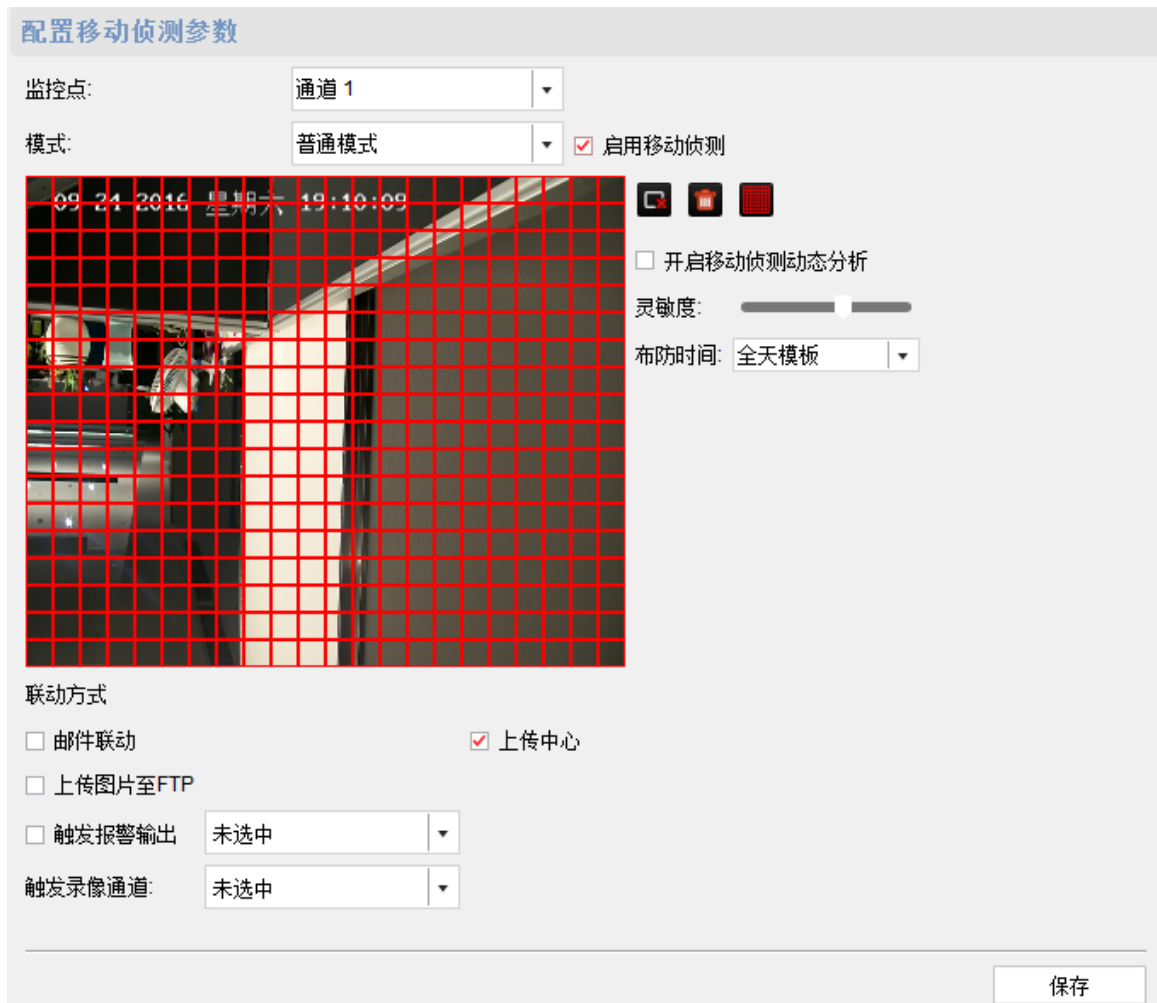 配置移动侦测参数
监控点: 通道 1
模式: 普通模式 启用移动侦测
09-24-2016 星期六 19:10:09
开启移动侦测动态分析
灵敏度:
布防时间: 全天模板
联动方式
邮件联动 上传中心
上传图片至FTP
触发报警输出 未选中
触发录像通道: 未选中
保存